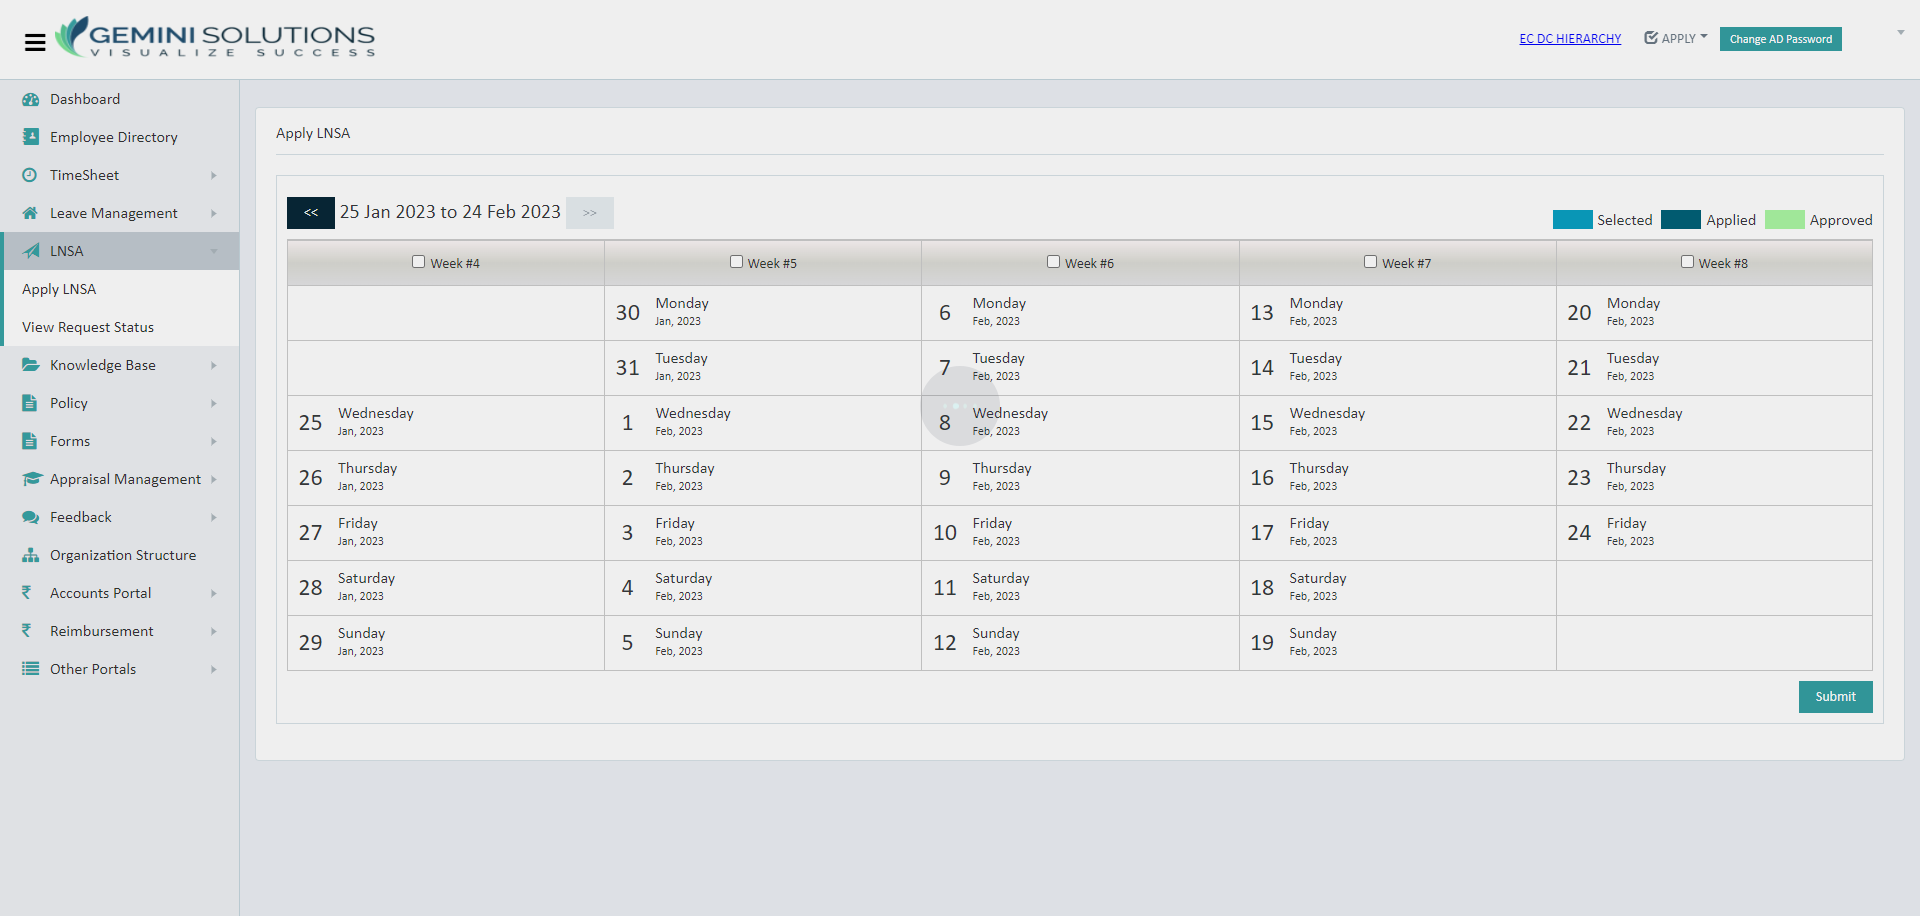 GEMINI SOLUTIONS
VISUALIZE SUCCESS
EC DC HIERARCHY
APPLY
Change AD Password
Dashboard
Employee Directory
TimeSheet
Leave Management
LNSA
Apply LNSA
View Request Status
Knowledge Base
Policy
Forms
Appraisal Management
Feedback
Organization Structure
Accounts Portal
Reimbursement
Other Portals
Apply LNSA
<< 25 Jan 2023 to 24 Feb 2023 >>
Selected Applied Approved
Week #4 Week #5 Week #6 Week #7 Week #8
30 Monday 6 Monday 13 Monday 20 Monday
Jan, 2023 Feb, 2023 Feb, 2023 Feb, 2023
31 Tuesday 7 Tuesday 14 Tuesday 21 Tuesday
Jan, 2023 Feb, 2023 Feb, 2023 Feb, 2023
25 Wednesday 1 Wednesday 8 Wednesday 15 Wednesday 22 Wednesday
Jan, 2023 Feb, 2023 Feb, 2023 Feb, 2023 Feb, 2023
26 Thursday 2 Thursday 9 Thursday 16 Thursday 23 Thursday
Jan, 2023 Feb, 2023 Feb, 2023 Feb, 2023 Feb, 2023
27 Friday 3 Friday 10 Friday 17 Friday 24 Friday
Jan, 2023 Feb, 2023 Feb, 2023 Feb, 2023 Feb, 2023
28 Saturday 4 Saturday 11 Saturday 18 Saturday
Jan, 2023 Feb, 2023 Feb, 2023 Feb, 2023
29 Sunday 5 Sunday 12 Sunday 19 Sunday
Jan, 2023 Feb, 2023 Feb, 2023 Feb, 2023
Submit